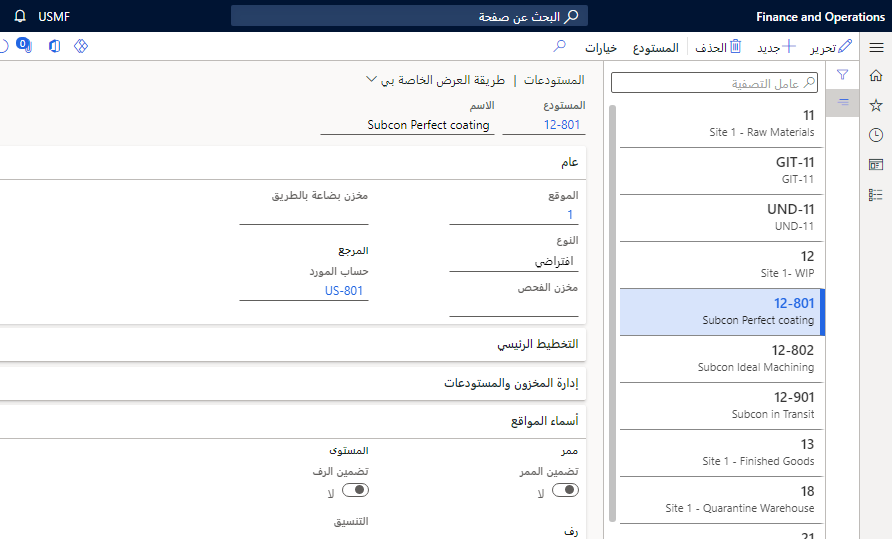 Finance and Operations
البحث عن صفحة
USMF
تحرير
جديد
الحذف
المستودع
خيارات
0
عامل التصفية
11
Site 1 - Raw Materials
GIT-11
GIT-11
UND-11
UND-11
12
Site 1- WIP
12-801
Subcon Perfect coating
12-802
Subcon Ideal Machining
12-901
Subcon in Transit
13
Site 1 - Finished Goods
18
Site 1 - Quarantine Warehouse
21
المستودعات | طريقة العرض الخاصة بي
المستودع
12-801
الاسم
Subcon Perfect coating
عام
الموقع
1
النوع
افتراضي
مخزن الفحص
مخزن بضاعة بالطريق
المرجع
حساب المورد
US-801
التخطيط الرئيسي
إدارة المخزون والمستودعات
أسماء المواقع
ممر
تضمين الممر
لا
رف
المستوى
تضمين الرف
لا
التنسيق